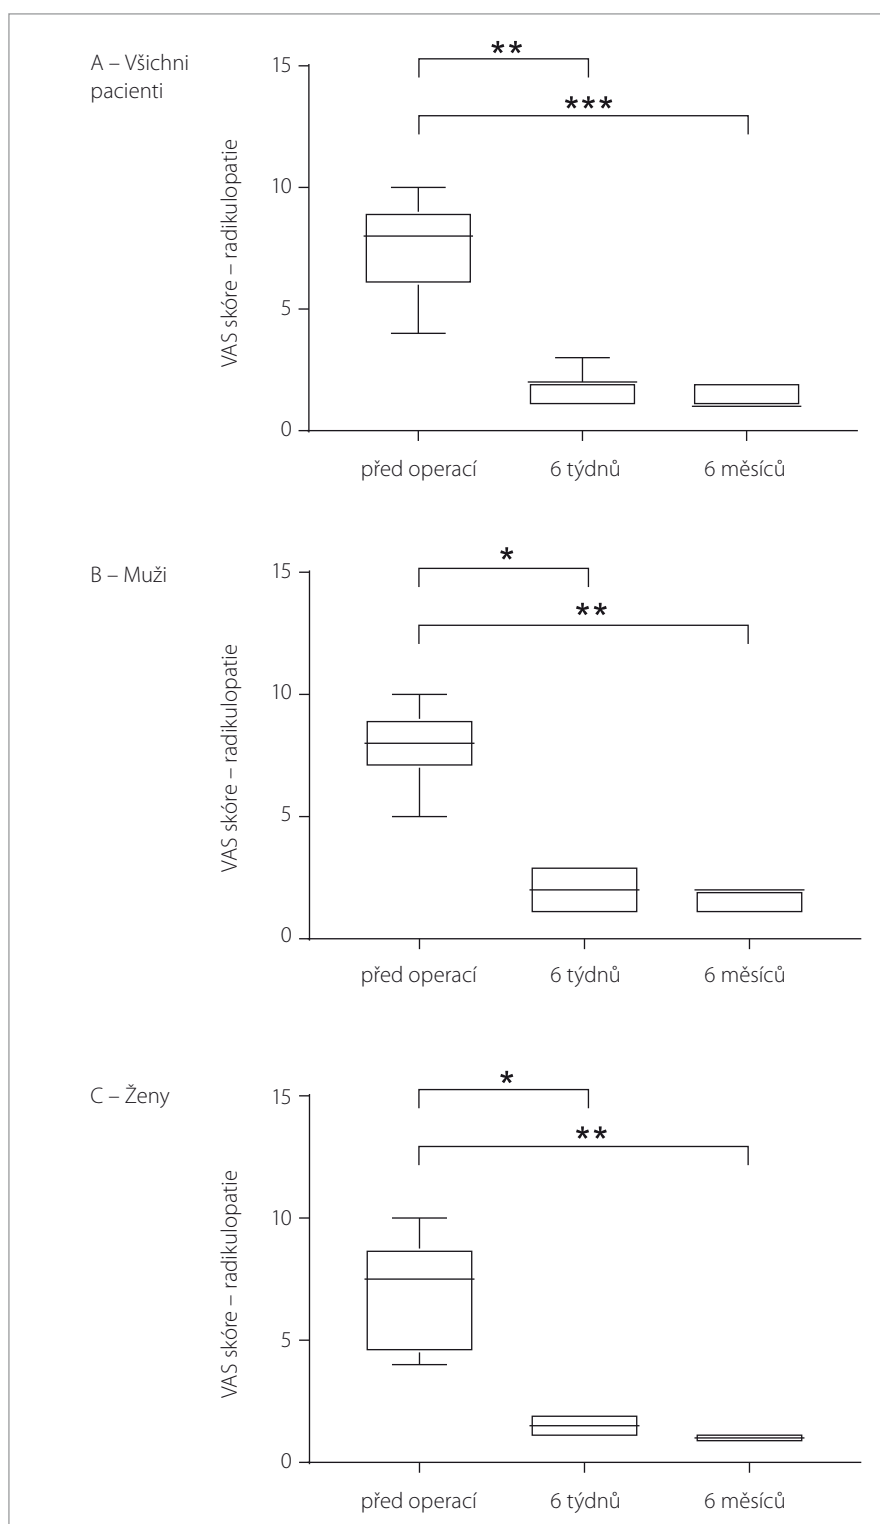 A – Všichni
pacienti
VAS skóre – radikulopatie
15
10
5
0
**
***
před operací
6 týdnů
6 měsíců
B – Muži
VAS skóre – radikulopatie
15
10
5
0
*
**
před operací
6 týdnů
6 měsíců
C – Ženy
VAS skóre – radikulopatie
15
10
5
0
*
**
před operací
6 týdnů
6 měsíců